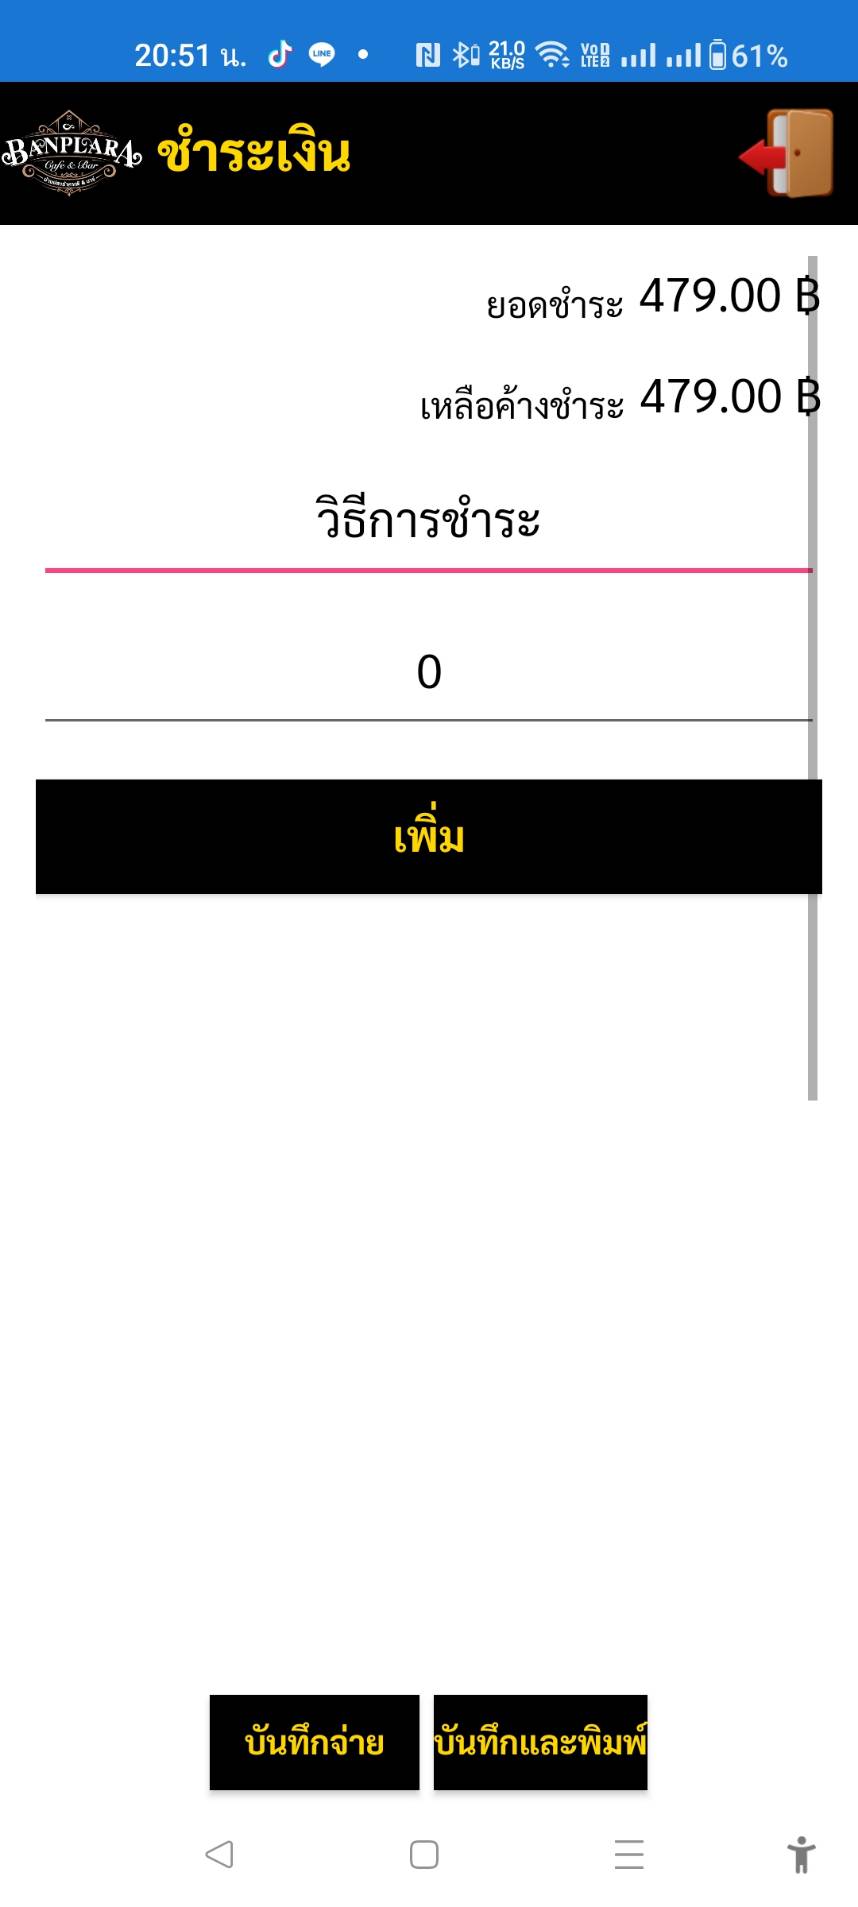 20:51 น.
LINE
21.0
KB/S
VoLTE 2
61%
BANPLARA
Cafe & Bar
ชำระเงิน
ยอดชำระ 479.00 ฿
เหลือค้างชำระ 479.00 ฿
วิธีการชำระ
0
เพิ่ม
บันทึกจ่าย
บันทึกและพิมพ์